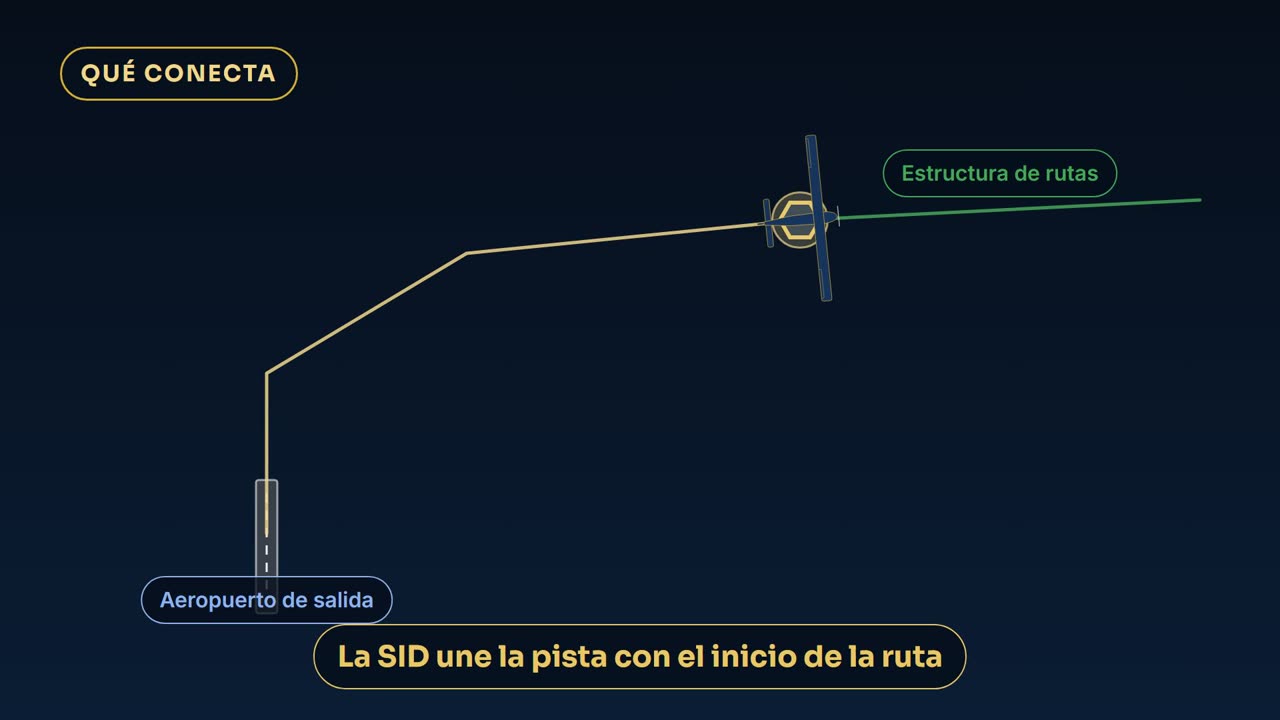 QUÉ CONECTA
Estructura de rutas
Aeropuerto de salida
La SID une la pista con el inicio de la ruta